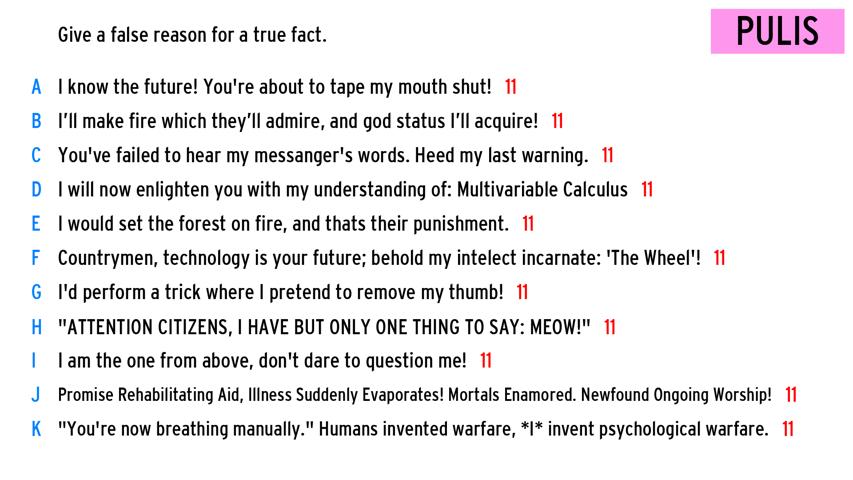 Give a false reason for a true fact.
PULIS
A I know the future! You're about to tape my mouth shut! 11
B I’ll make fire which they’ll admire, and god status I’ll acquire! 11
C You've failed to hear my messanger's words. Heed my last warning. 11
D I will now enlighten you with my understanding of: Multivariable Calculus 11
E I would set the forest on fire, and thats their punishment. 11
F Countrymen, technology is your future; behold my intelect incarnate: 'The Wheel'! 11
G I'd perform a trick where I pretend to remove my thumb! 11
H "ATTENTION CITIZENS, I HAVE BUT ONLY ONE THING TO SAY: MEOW!" 11
I I am the one from above, don't dare to question me! 11
J Promise Rehabilitating Aid, Illness Suddenly Evaporates! Mortals Enamored. Newfound Ongoing Worship! 11
K "You're now breathing manually." Humans invented warfare, *I* invent psychological warfare. 11